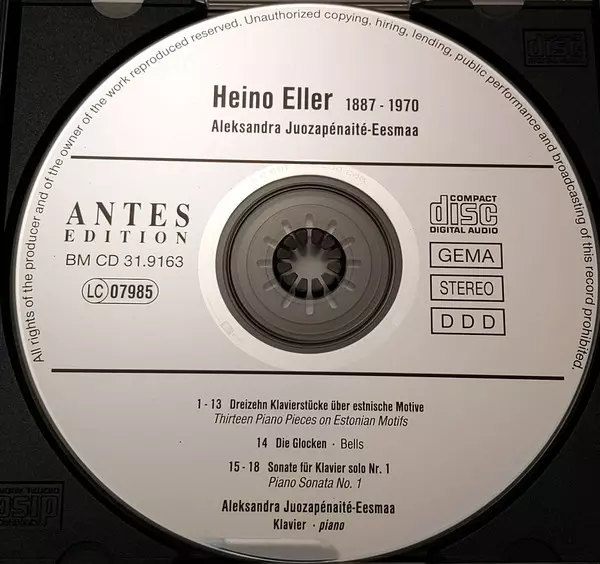 All rights of the producer and of the owner of the work reproduced reserved. Unauthorized copying, hiring, lending, public performance and broadcasting of this record prohibited.
Heino Eller 1887 - 1970
Aleksandra Juozapénaité-Eesmaa
ANTES
EDITION
BM CD 31.9163
LC 07985
COMPACT
disc
DIGITAL AUDIO
GEMA
STEREO
D D D
1 - 13 Dreizehn Klavierstücke über estnische Motive
Thirteen Piano Pieces on Estonian Motifs
14 Die Glocken · Bells
15 - 18 Sonate für Klavier solo Nr. 1
Piano Sonata No. 1
Aleksandra Juozapénaité-Eesmaa
Klavier · piano
disc